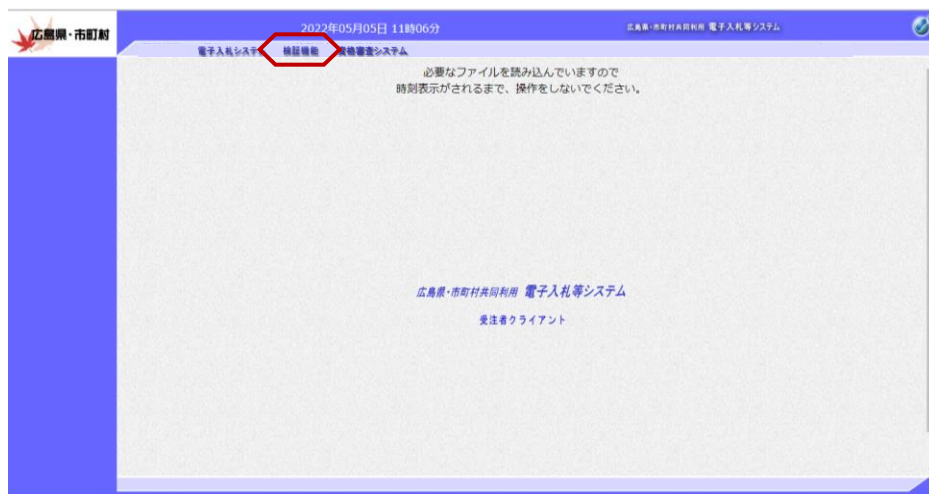 広島県・市町村
2022年05月05日 11時06分
広島県・市町村共同利用 電子入札等システム
電子入札システ 検証機能 資格審査システム
必要なファイルを読み込んでいますので
時刻表示がされるまで、操作をしないでください。
広島県・市町村共同利用 電子入札等システム
受注者クライアント